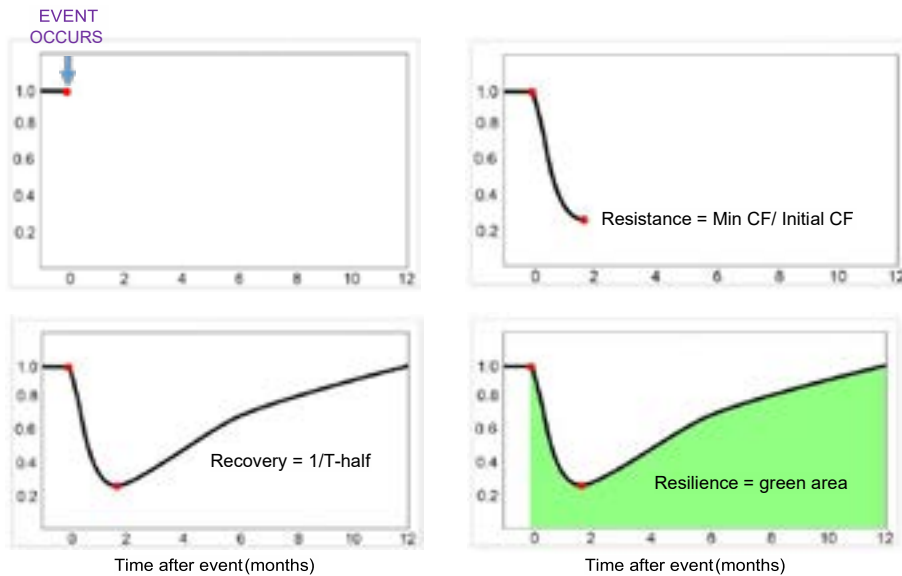 EVENT
OCCURS
1.0
0.8
0.6
0.4
0.2
0 2 4 6 8 10 12
1.0
0.8
0.6
0.4
0.2
Resistance = Min CF/ Initial CF
0 2 4 6 8 10 12
1.0
0.8
0.6
0.4
0.2
Recovery = 1/T-half
0 2 4 6 8 10 12
Time after event (months)
1.0
0.8
0.6
0.4
0.2
Resilience = green area
0 2 4 6 8 10 12
Time after event (months)